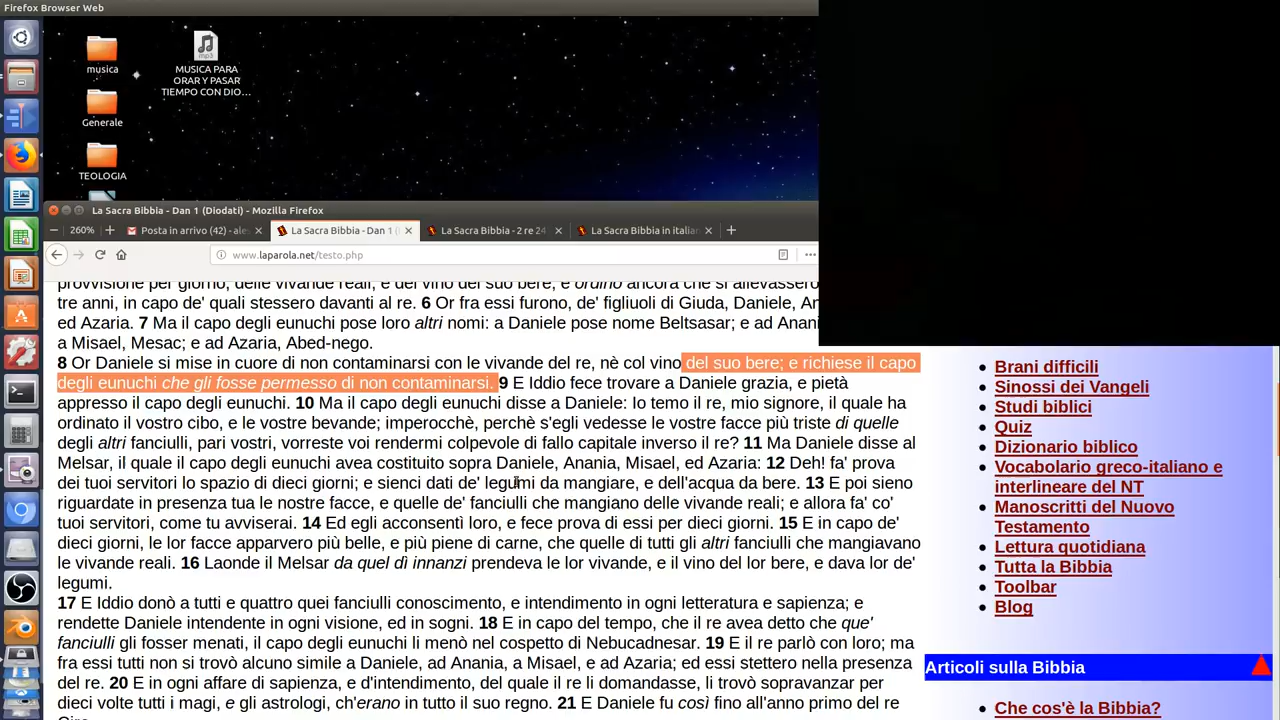 Firefox Browser Web
musica
Generale
TEOLOGIA
mp3
MUSICA PARA
ORAR Y PASAR
TIEMPO CON DIO...
La Sacra Bibbia - Dan 1 (Diodati) - Mozilla Firefox
260%
Posta in arrivo (42) - ale
La Sacra Bibbia - Dan 1 (
La Sacra Bibbia - 2 re 24
La Sacra Bibbia in italian
www.laparola.net/testo.php
provvisione per giorno, delle vivande reali, e del vino del suo bere; e ordinò ancora che si allevassero
tre anni, in capo de' quali stessero davanti al re. 6 Or fra essi furono, de' figliuoli di Giuda, Daniele, An
ed Azaria. 7 Ma il capo degli eunuchi pose loro altri nomi: a Daniele pose nome Beltsasar; e ad Anani
a Misael, Mesac; e ad Azaria, Abed-nego.
8 Or Daniele si mise in cuore di non contaminarsi con le vivande del re, nè col vino del suo bere; e richiese il capo
degli eunuchi che gli fosse permesso di non contaminarsi. 9 E Iddio fece trovare a Daniele grazia, e pietà
appresso il capo degli eunuchi. 10 Ma il capo degli eunuchi disse a Daniele: Io temo il re, mio signore, il quale ha
ordinato il vostro cibo, e le vostre bevande; imperocchè, perchè s'egli vedesse le vostre facce più triste di quelle
degli altri fanciulli, pari vostri, vorreste voi rendermi colpevole di fallo capitale inverso il re? 11 Ma Daniele disse al
Melsar, il quale il capo degli eunuchi avea costituito sopra Daniele, Anania, Misael, ed Azaria: 12 Deh! fa' prova
dei tuoi servitori lo spazio di dieci giorni; e sienci dati de' legumi da mangiare, e dell'acqua da bere. 13 E poi sieno
riguardate in presenza tua le nostre facce, e quelle de' fanciulli che mangiano delle vivande reali; e allora fa' co'
tuoi servitori, come tu avviserai. 14 Ed egli acconsentì loro, e fece prova di essi per dieci giorni. 15 E in capo de'
dieci giorni, le lor facce apparvero più belle, e più piene di carne, che quelle di tutti gli altri fanciulli che mangiavano
le vivande reali. 16 Laonde il Melsar da quel dì innanzi prendeva le lor vivande, e il vino del lor bere, e dava lor de'
legumi.
17 E Iddio donò a tutti e quattro quei fanciulli conoscimento, e intendimento in ogni letteratura e sapienza; e
rendette Daniele intendente in ogni visione, ed in sogni. 18 E in capo del tempo, che il re avea detto che que'
fanciulli gli fosser menati, il capo degli eunuchi li menò nel cospetto di Nebucadnesar. 19 E il re parlò con loro; ma
fra essi tutti non si trovò alcuno simile a Daniele, ad Anania, a Misael, e ad Azaria; ed essi stettero nella presenza
del re. 20 E in ogni affare di sapienza, e d'intendimento, del quale il re li domandasse, li trovò sopravanzar per
dieci volte tutti i magi, e gli astrologi, ch'erano in tutto il suo regno. 21 E Daniele fu così fino all'anno primo del re
Brani difficili
Sinossi dei Vangeli
Studi biblici
Quiz
Dizionario biblico
Vocabolario greco-italiano e
interlineare del NT
Manoscritti del Nuovo
Testamento
Lettura quotidiana
Tutta la Bibbia
Toolbar
Blog
Articoli sulla Bibbia
Che cos'è la Bibbia?